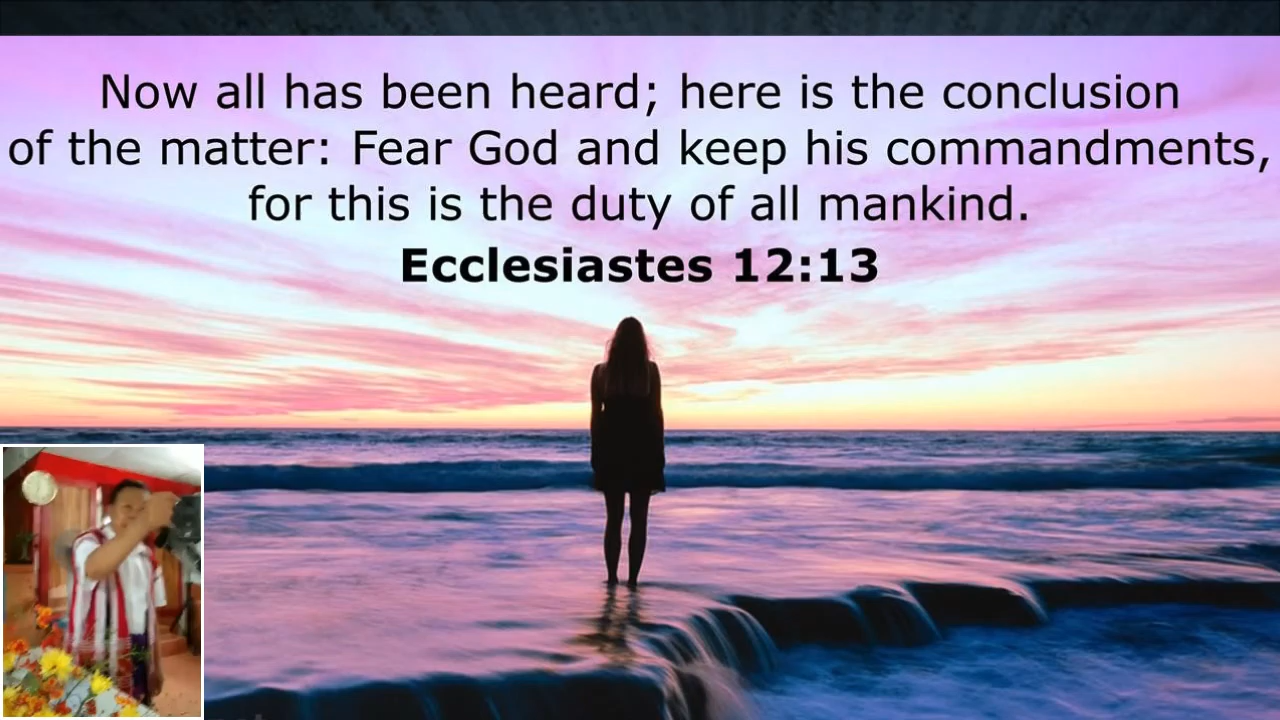 Now all has been heard; here is the conclusion
of the matter: Fear God and keep his commandments,
for this is the duty of all mankind.
Ecclesiastes 12:13